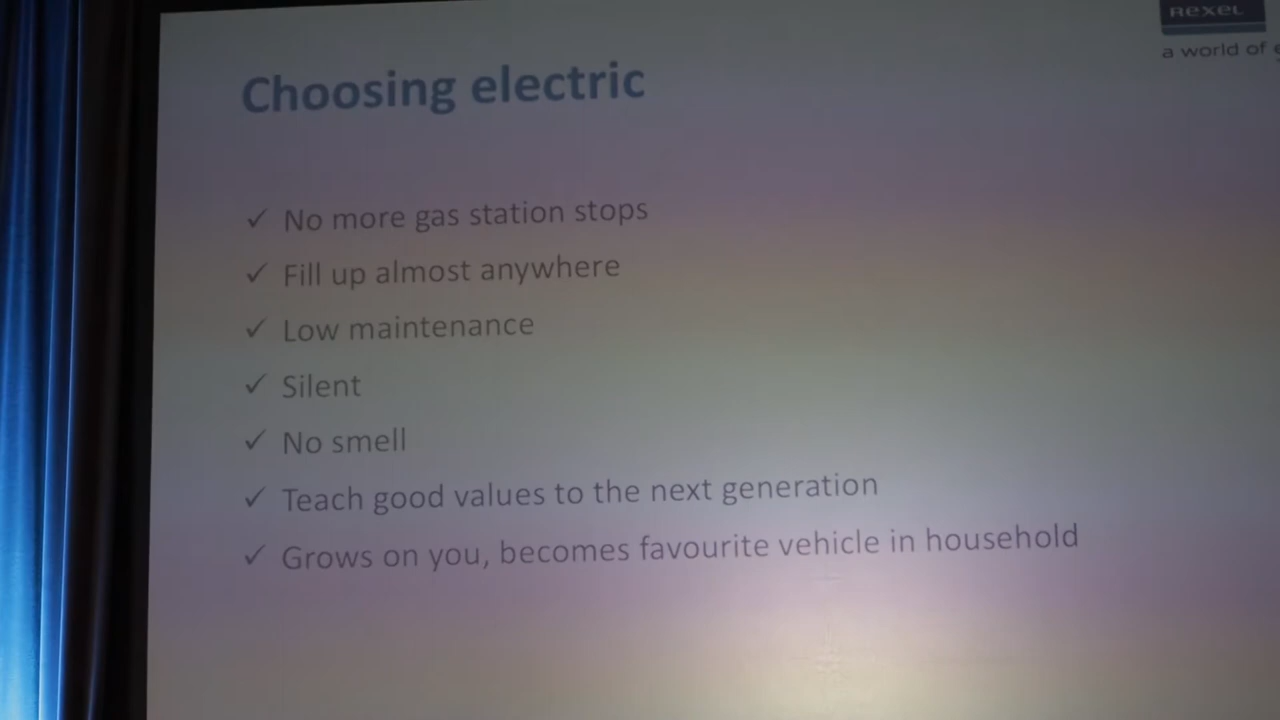 Rexel
a world of
Choosing electric
✓ No more gas station stops
✓ Fill up almost anywhere
✓ Low maintenance
✓ Silent
✓ No smell
✓ Teach good values to the next generation
✓ Grows on you, becomes favourite vehicle in household